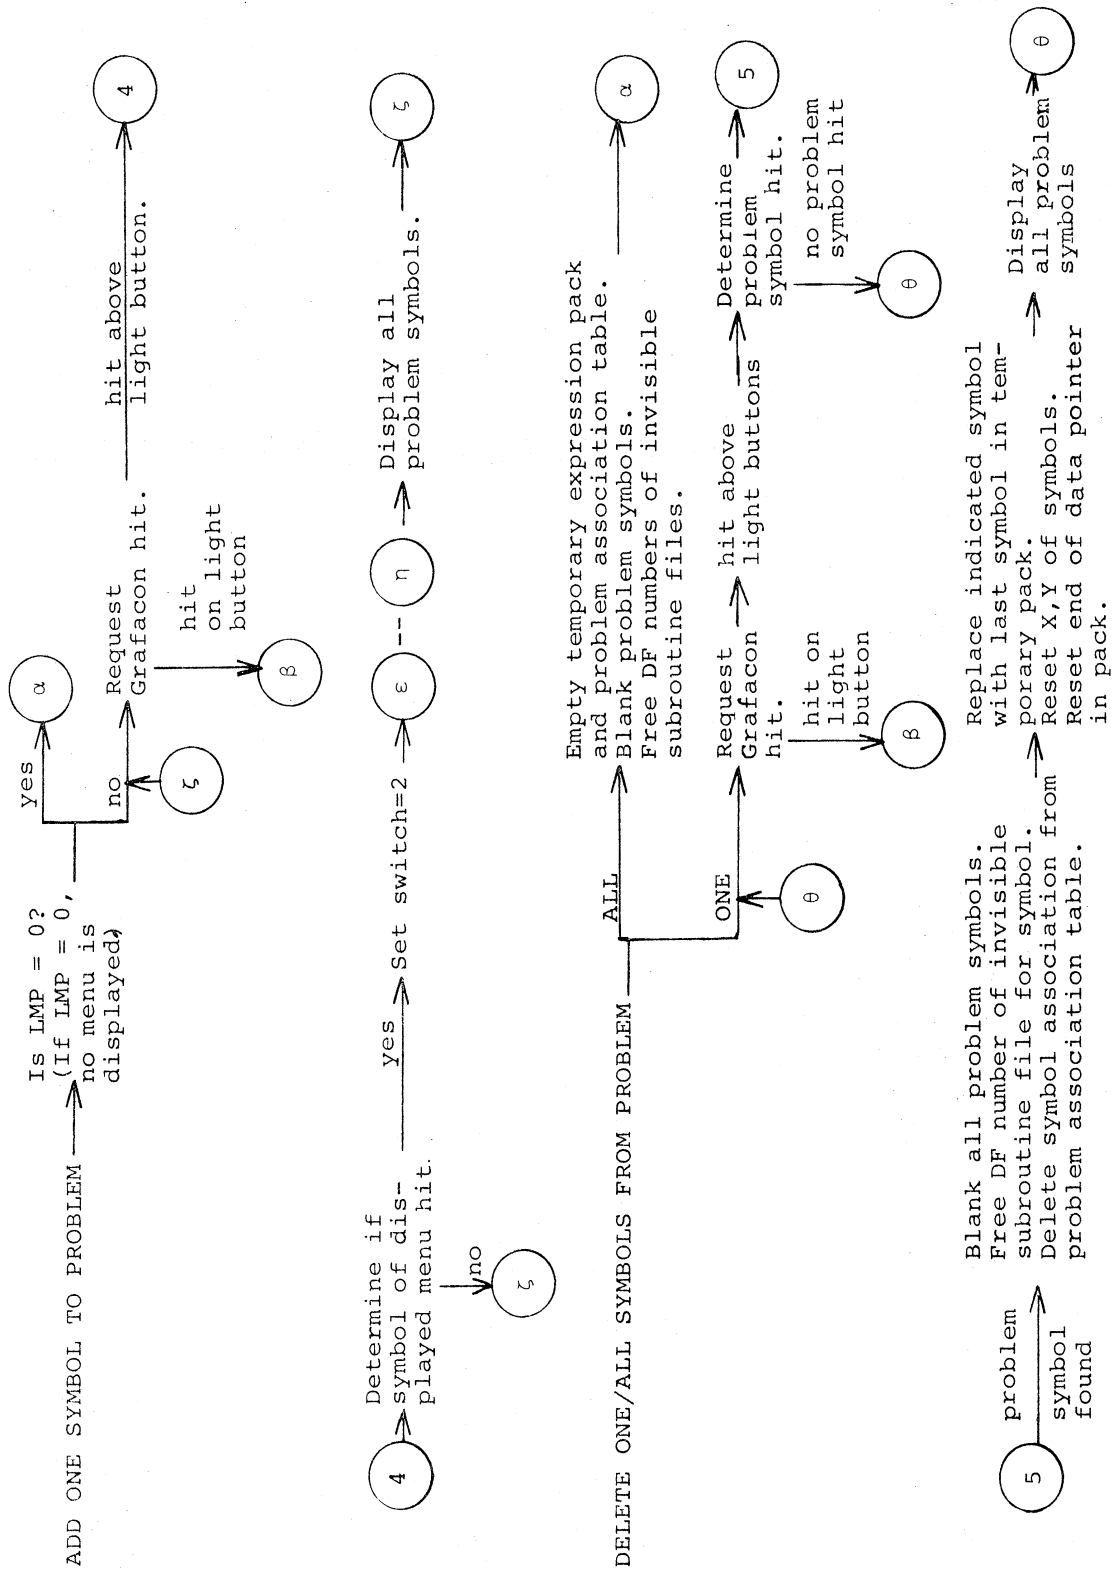 ADD ONE SYMBOL TO PROBLEM
Is LMP = 0?
(If LMP = 0,
no menu is
displayed)
yes
α
no
ζ
Request
Grafacon hit.
hit
on light
button
β
hit above
light button.
4
4
Determine if
symbol of dis-
played menu hit.
no
ζ
yes
Set switch=2
ε
--
η
Display all
problem symbols.
ζ
DELETE ONE/ALL SYMBOLS FROM PROBLEM
ALL
Empty temporary expression pack
and problem association table.
Blank problem symbols.
Free DF numbers of invisible
subroutine files.
α
ONE
θ
Request
Grafacon
hit.
hit on
light
button
β
hit above
light buttons
Determine
problem
symbol hit.
5
no problem
symbol hit
θ
5
problem
symbol
found
Blank all problem symbols.
Free DF number of invisible
subroutine file for symbol.
Delete symbol association from
problem association table.
Replace indicated symbol
with last symbol in tem-
porary pack.
Reset X,Y of symbols.
Reset end of data pointer
in pack.
Display
all problem
symbols
θ